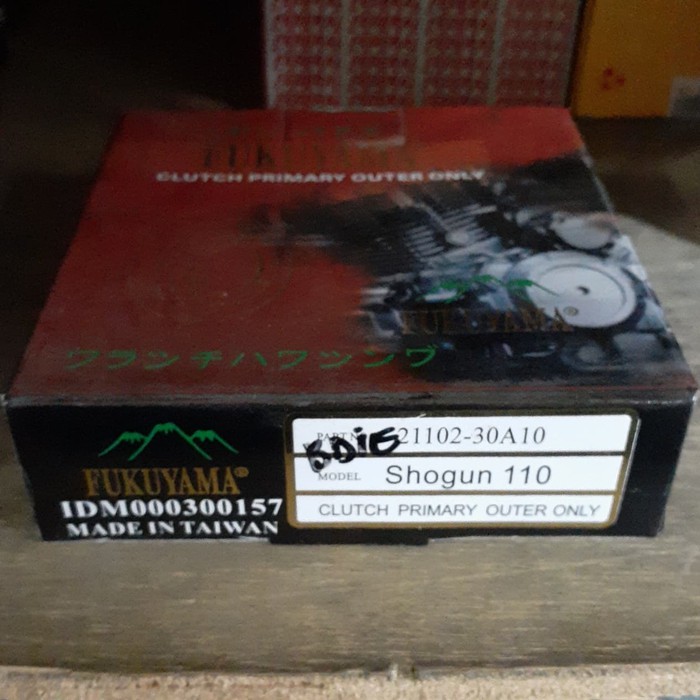 FUKUYAMA
CLUTCH PRIMARY OUTER ONLY
FUKUYAMA®
クラッチハウジング
FUKUYAMA®
IDM000300157
MADE IN TAIWAN
PART 21102-30A10
MODEL Shogun 110
CLUTCH PRIMARY OUTER ONLY